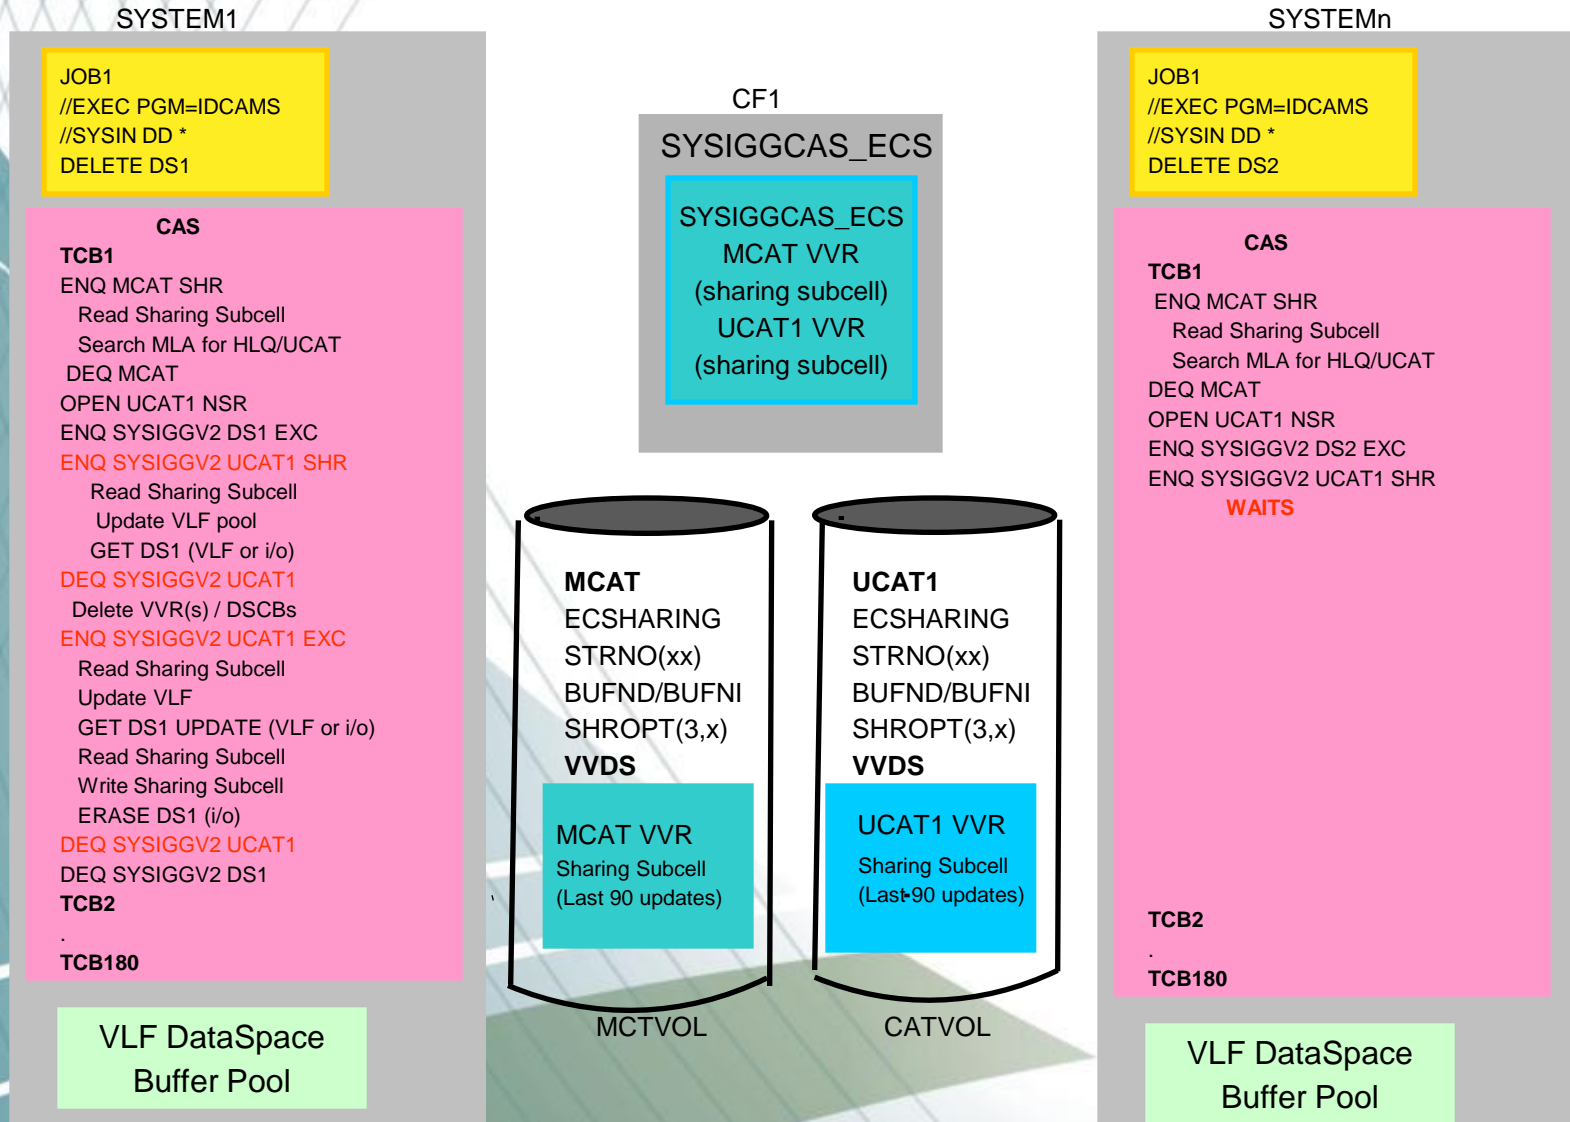 SYSTEM1
JOB1
//EXEC PGM=IDCAMS
//SYSIN DD *
DELETE DS1
CAS
TCB1
ENQ MCAT SHR
Read Sharing Subcell
Search MLA for HLQ/UCAT
DEQ MCAT
OPEN UCAT1 NSR
ENQ SYSIGGV2 DS1 EXC
ENQ SYSIGGV2 UCAT1 SHR
Read Sharing Subcell
Update VLF pool
GET DS1 (VLF or i/o)
DEQ SYSIGGV2 UCAT1
Delete VVR(s) / DSCBs
ENQ SYSIGGV2 UCAT1 EXC
Read Sharing Subcell
Update VLF
GET DS1 UPDATE (VLF or i/o)
Read Sharing Subcell
Write Sharing Subcell
ERASE DS1 (i/o)
DEQ SYSIGGV2 UCAT1
DEQ SYSIGGV2 DS1
TCB2
.
TCB180
VLF DataSpace
Buffer Pool
CF1
SYSIGGCAS_ECS
SYSIGGCAS_ECS
MCAT VVR
(sharing subcell)
UCAT1 VVR
(sharing subcell)
MCAT
ECSHARING
STRNO(xx)
BUFND/BUFNI
SHROPT(3,x)
VVDS
MCAT VVR
Sharing Subcell
(Last 90 updates)
MCTVOL
UCAT1
ECSHARING
STRNO(xx)
BUFND/BUFNI
SHROPT(3,x)
VVDS
UCAT1 VVR
Sharing Subcell
(Last 90 updates)
CATVOL
SYSTEMn
JOB1
//EXEC PGM=IDCAMS
//SYSIN DD *
DELETE DS2
CAS
TCB1
ENQ MCAT SHR
Read Sharing Subcell
Search MLA for HLQ/UCAT
DEQ MCAT
OPEN UCAT1 NSR
ENQ SYSIGGV2 DS2 EXC
ENQ SYSIGGV2 UCAT1 SHR
WAITS
TCB2
.
TCB180
VLF DataSpace
Buffer Pool